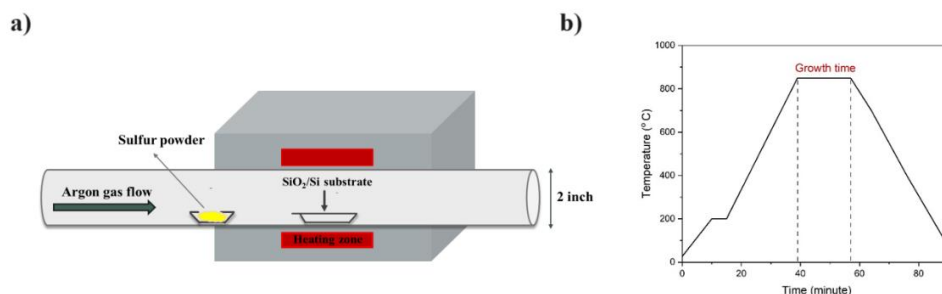 a)
Sulfur powder
Argon gas flow
SiO₂/Si substrate
Heating zone
2 inch
b)
Growth time
Temperature (° C)
1000
800
600
400
200
0
0
20
40
60
80
Time (minute)